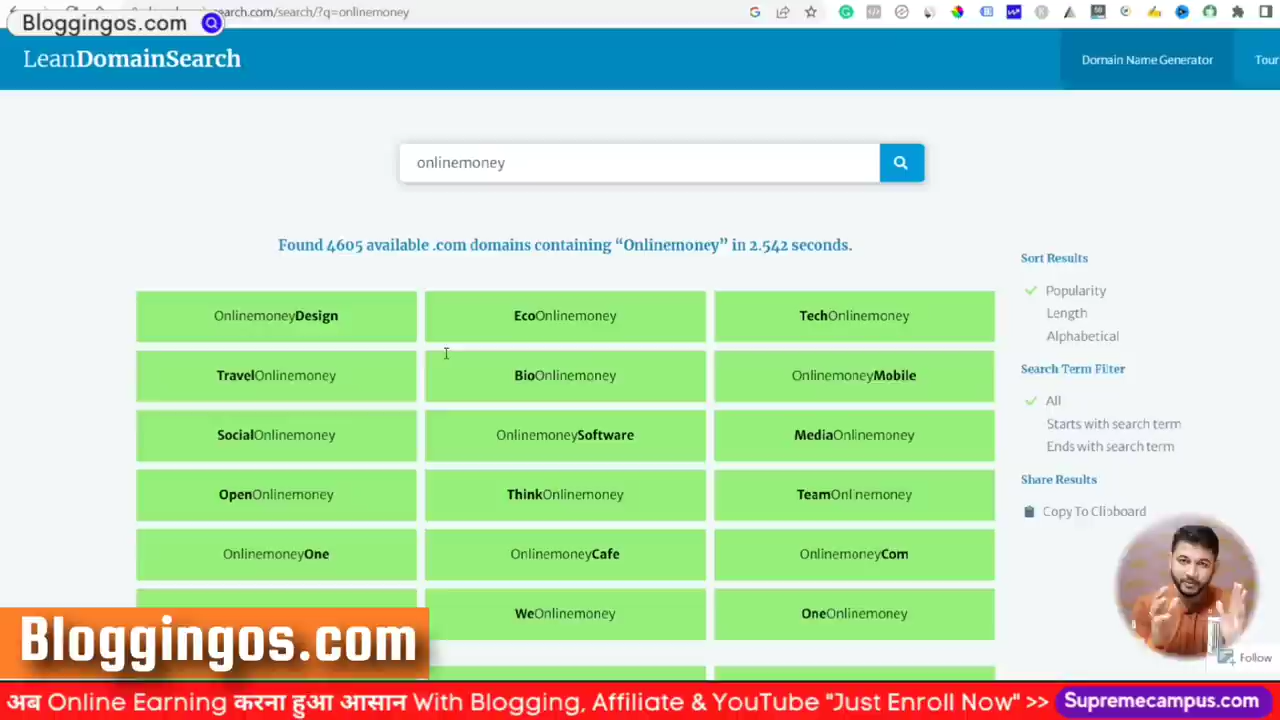 search.com/search/?q=onlinemoney
Bloggingos.com
LeanDomainSearch
Domain Name Generator
Tour
onlinemoney
Found 4605 available .com domains containing “Onlinemoney” in 2.542 seconds.
Sort Results
Popularity
Length
Alphabetical
Search Term Filter
All
Starts with search term
Ends with search term
Share Results
Copy To Clipboard
OnlinemoneyDesign
EcoOnlinemoney
TechOnlinemoney
TravelOnlinemoney
BioOnlinemoney
OnlinemoneyMobile
SocialOnlinemoney
OnlinemoneySoftware
MediaOnlinemoney
OpenOnlinemoney
ThinkOnlinemoney
TeamOnlinemoney
OnlinemoneyOne
OnlinemoneyCafe
OnlinemoneyCom
WeOnlinemoney
OneOnlinemoney
Follow
Bloggingos.com
अब Online Earning करना हुआ आसान With Blogging, Affiliate & YouTube "Just Enroll Now" >> Supremecampus.com